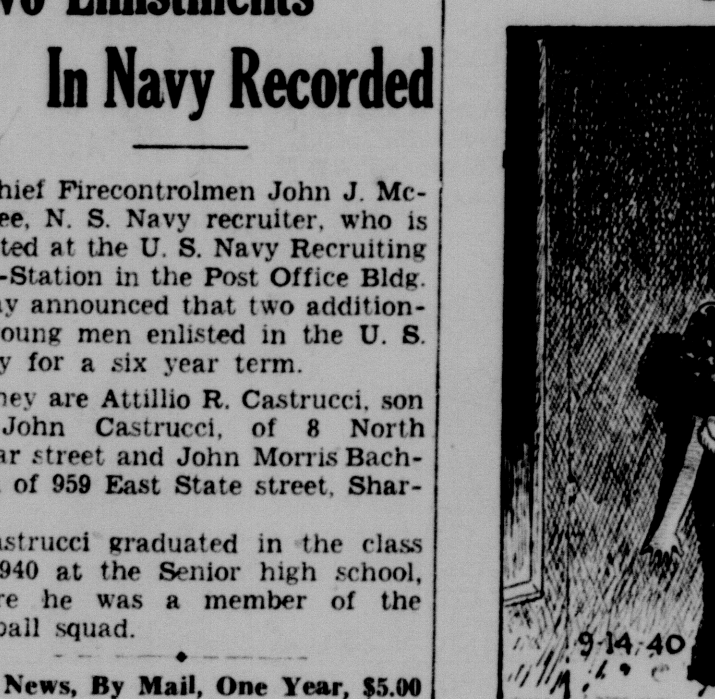 In Navy Recorded
hief Firecontrolmen John J. Mc-
ee, N. S. Navy recruiter, who is
ted at the U. S. Navy Recruiting
-Station in the Post Office Bldg.
ay announced that two addition-
oung men enlisted in the U. S.
y for a six year term.
ey are Attillio R. Castrucci, son
John Castrucci, of 8 North
ar street and John Morris Bach-
of 959 East State street, Shar-
astrucci graduated in the class
940 at the Senior high school,
re he was a member of the
ball squad.
News, By Mail, One Year, $5.00
9-14-40